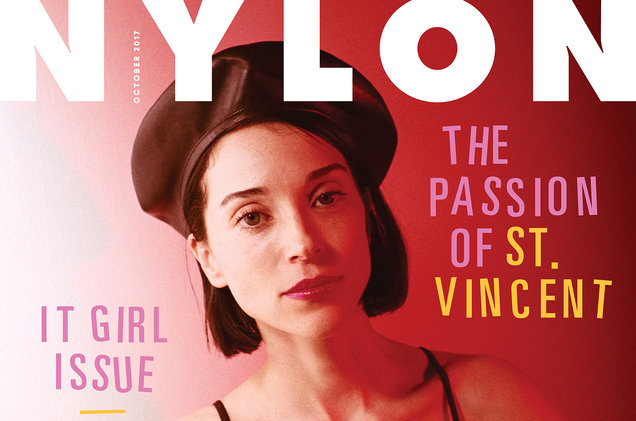 NYLON
OCTOBER 2017
THE
PASSION
OF ST.
VINCENT
IT GIRL
ISSUE